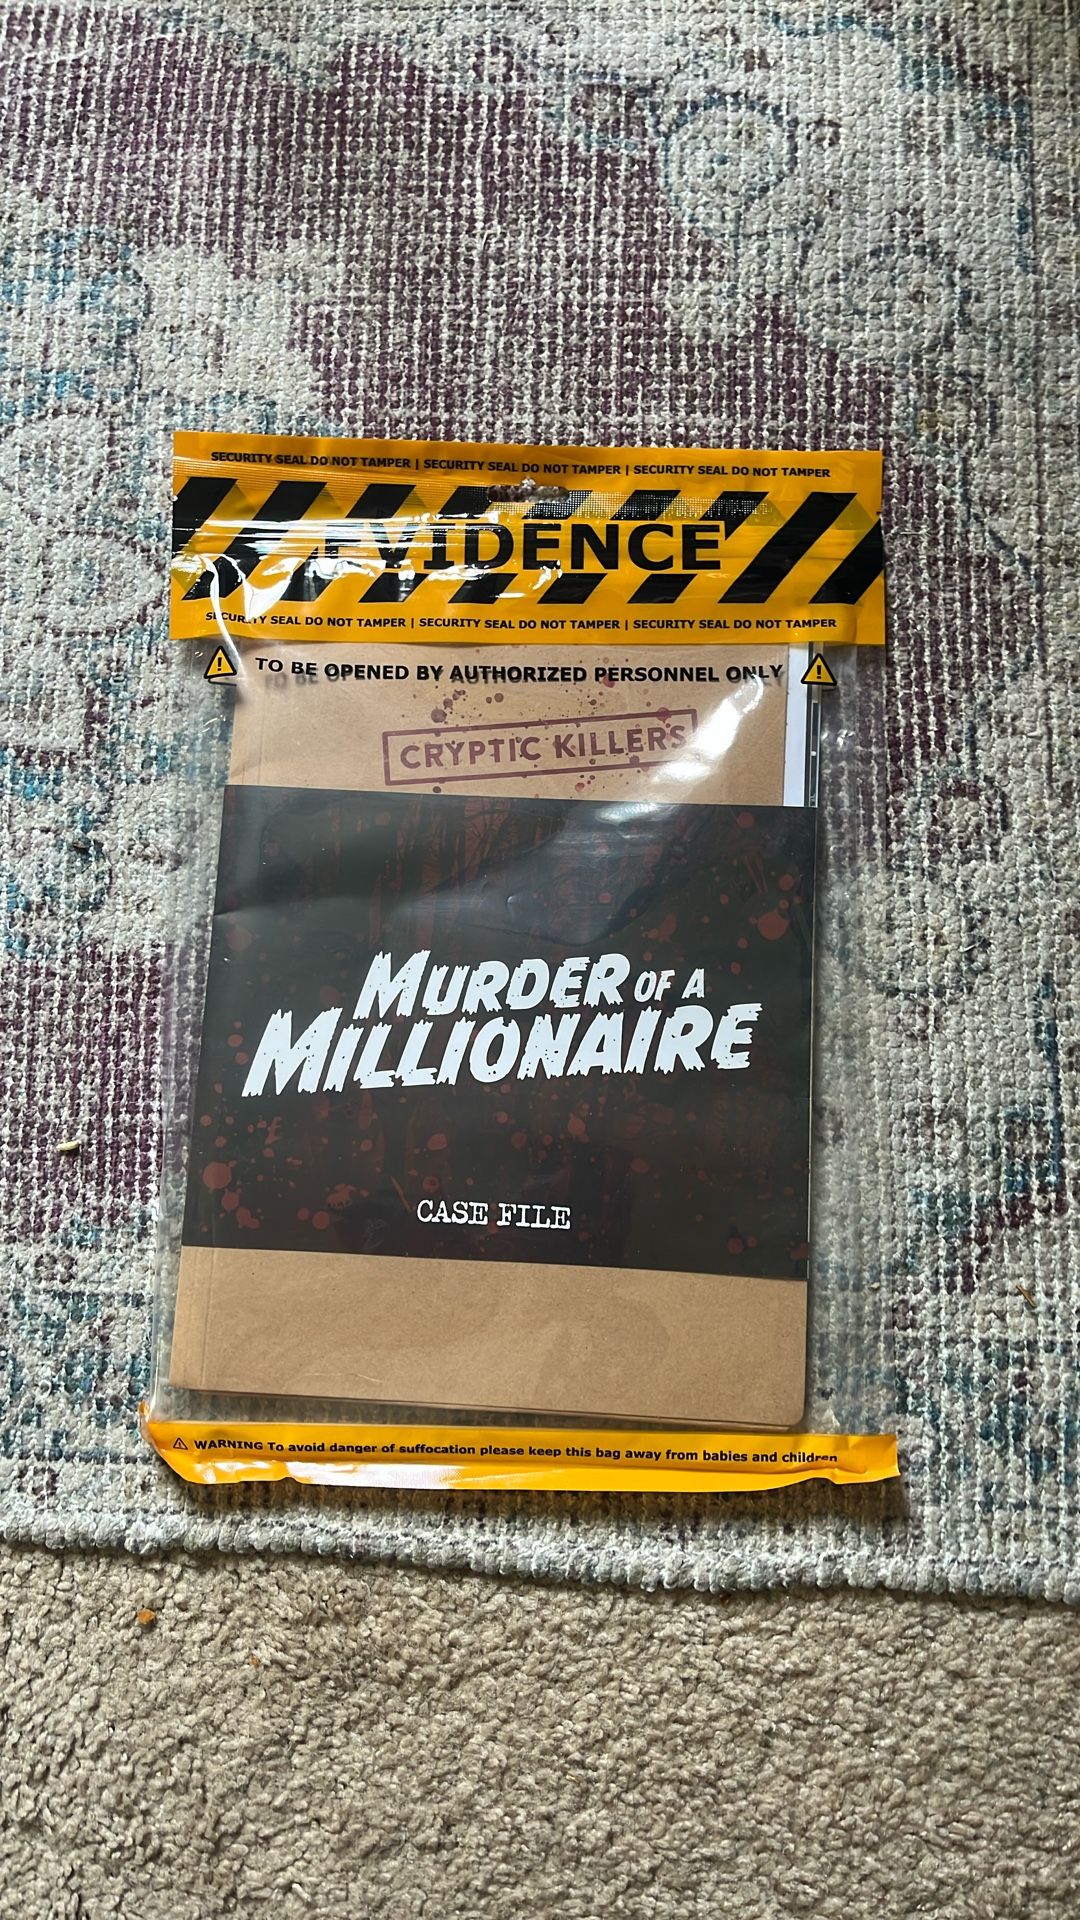 SECURITY SEAL DO NOT TAMPER | SECURITY SEAL DO NOT TAMPER | SECURITY SEAL DO NOT TAMPER
EVIDENCE
SECURITY SEAL DO NOT TAMPER | SECURITY SEAL DO NOT TAMPER | SECURITY SEAL DO NOT TAMPER
TO BE OPENED BY AUTHORIZED PERSONNEL ONLY
CRYPTIC KILLERS
MURDER OF A
MILLIONAIRE
CASE FILE
WARNING To avoid danger of suffocation please keep this bag away from babies and children